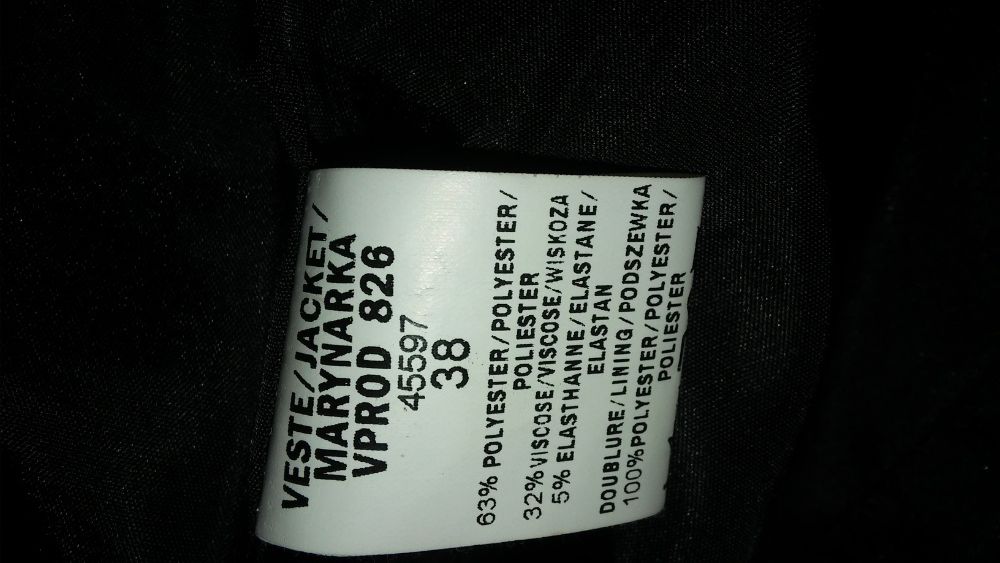 VESTE/JACKET/
MARYNARKA
VPROD 826
45597
38
63% POLYESTER/POLYESTER/
POLIESTER
32%VISCOSE/VISCOSE/WISKOZA
5% ELASTHANNE/ELASTANE/
ELASTAN
DOUBLURE/LINING/PODSZEWKA
100%POLYESTER/POLYESTER/
POLIESTER